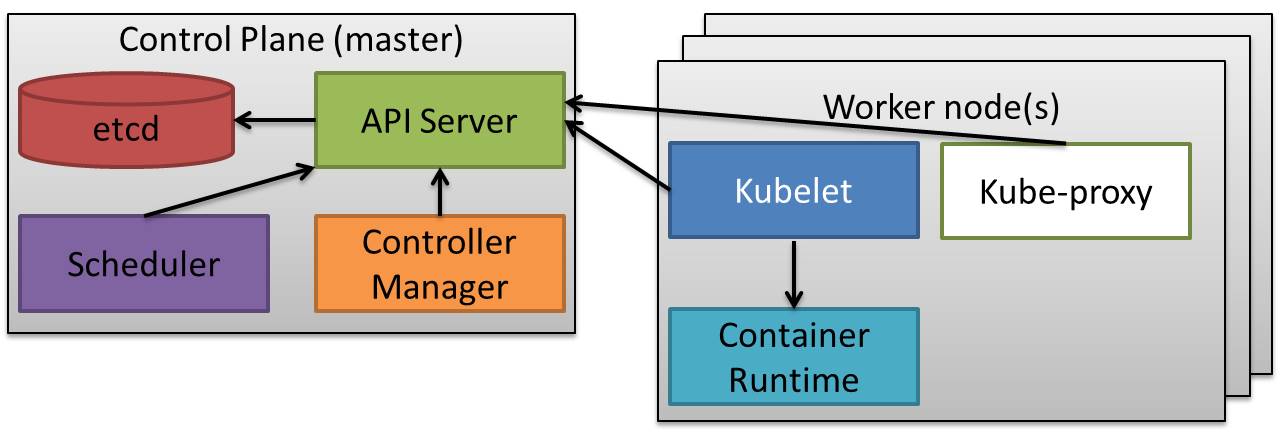 Control Plane (master)
etcd
API Server
Scheduler
Controller
Manager
Worker node(s)
Kubelet
Kube-proxy
Container
Runtime